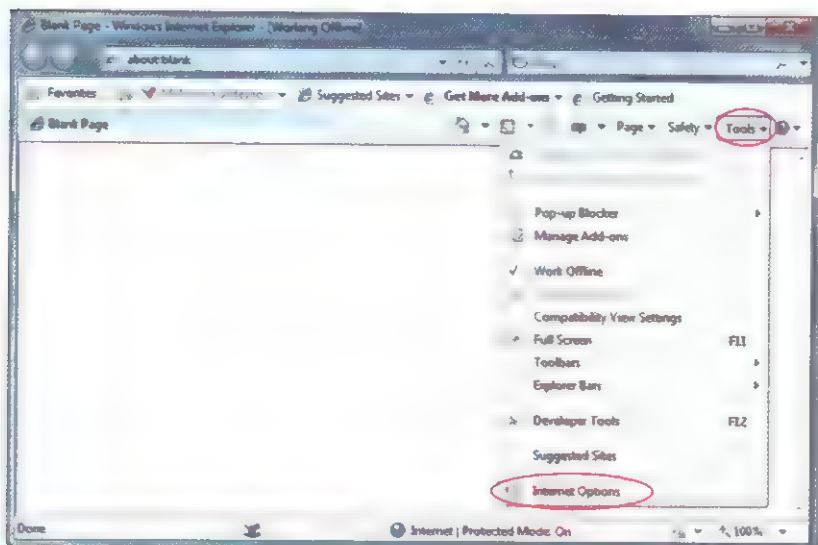 Blank Page - Windows Internet Explorer - [Working Offline]
about:blank
Favorites Suggested Sites Get More Add-ons Getting Started
Blank Page Page Safety Tools
Pop-up Blocker
Manage Add-ons
Work Offline
Compatibility View Settings
Full Screen F11
Toolbars
Explorer Bars
Developer Tools F12
Suggested Sites
Internet Options
Done Internet | Protected Mode: On 100%